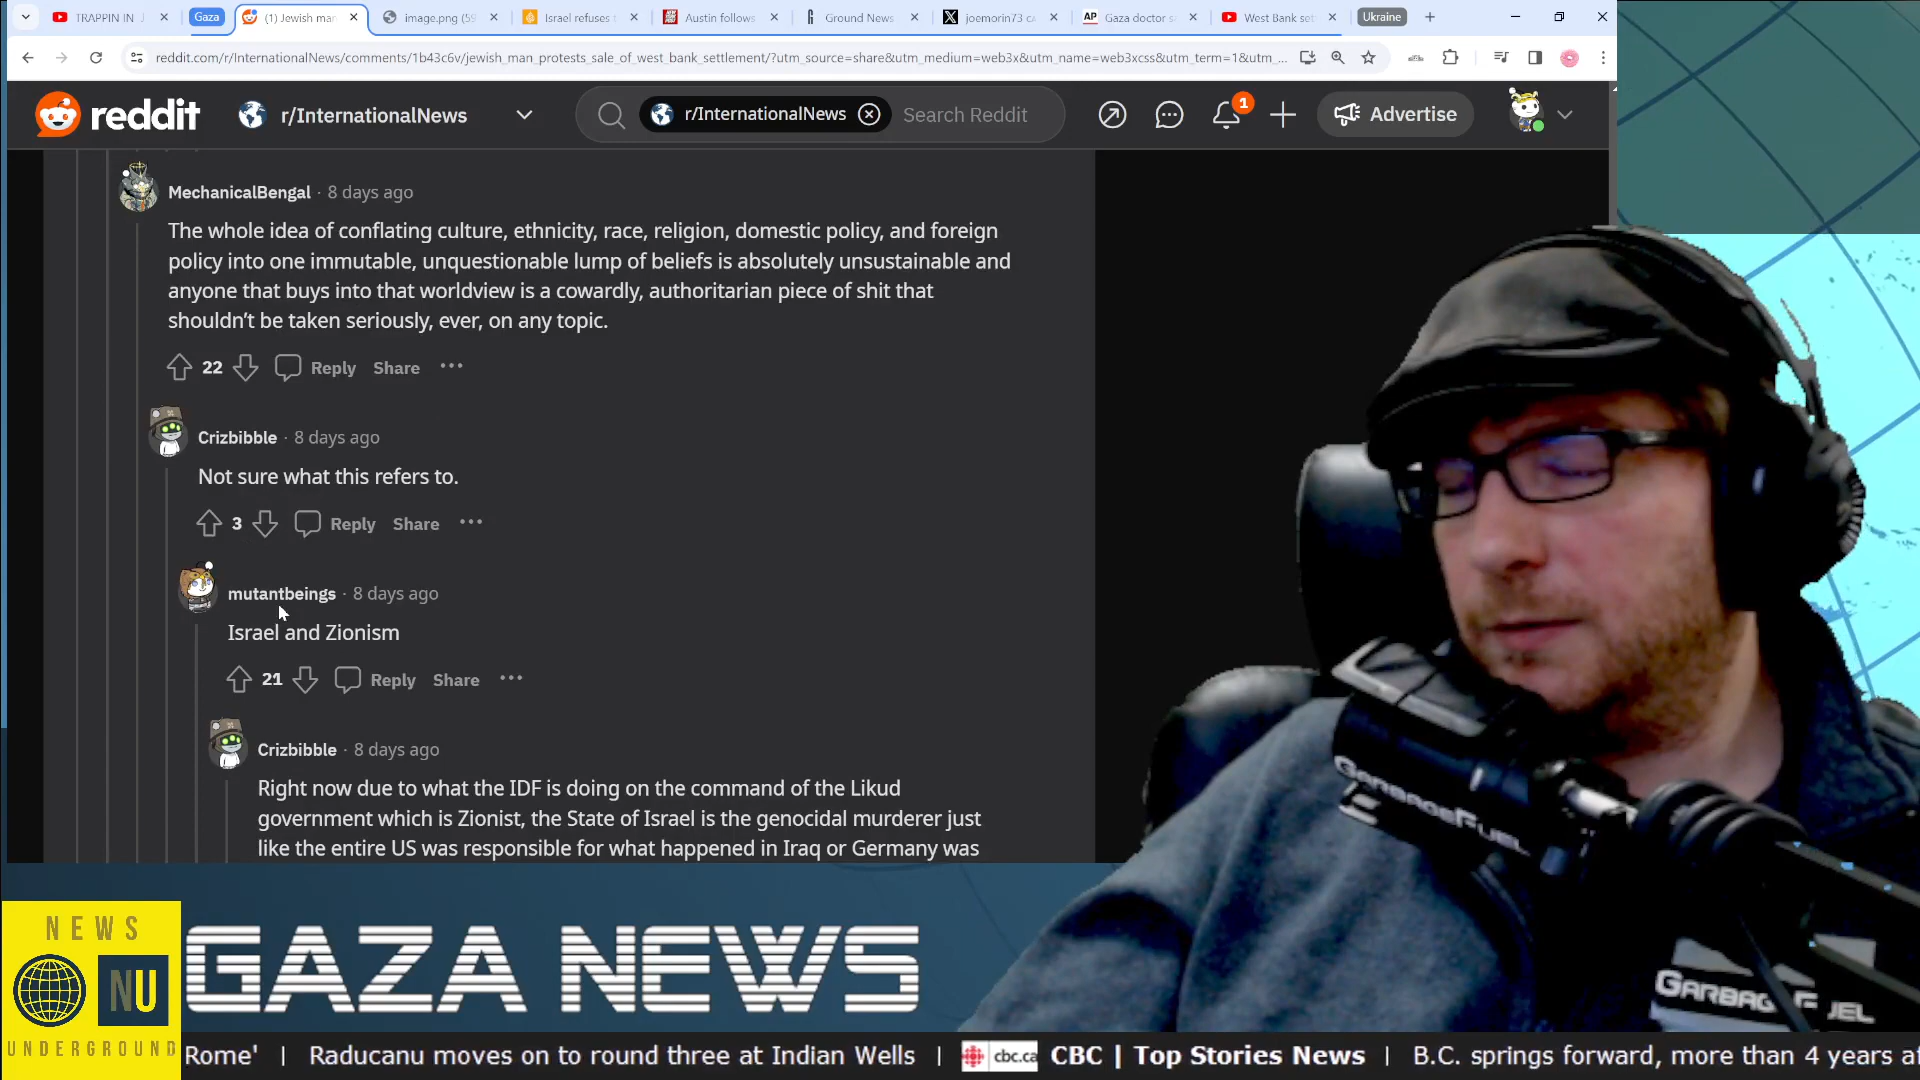 TRAPPIN IN J
Gaza
(1) Jewish mar
image.png (59
Israel refuses t
Austin follows
Ground News
joemorin73 c
AP
Gaza doctor s
West Bank set
Ukraine
reddit.com/r/InternationalNews/comments/1b43c6v/jewish_man_protests_sale_of_west_bank_settlement/?utm_source=share&utm_medium=web3x&utm_name=web3xcss&utm_term=1&utm_...
reddit
r/InternationalNews
r/InternationalNews
Search Reddit
1
Advertise
MechanicalBengal · 8 days ago
The whole idea of conflating culture, ethnicity, race, religion, domestic policy, and foreign
policy into one immutable, unquestionable lump of beliefs is absolutely unsustainable and
anyone that buys into that worldview is a cowardly, authoritarian piece of shit that
shouldn't be taken seriously, ever, on any topic.
22 Reply Share ...
Crizbibble · 8 days ago
Not sure what this refers to.
3 Reply Share ...
mutantbeings · 8 days ago
Israel and Zionism
21 Reply Share ...
Crizbibble · 8 days ago
Right now due to what the IDF is doing on the command of the Likud
government which is Zionist, the State of Israel is the genocidal murderer just
like the entire US was responsible for what happened in Iraq or Germany was
GARBAGEFUEL
NEWS
NU
UNDERGROUND
GAZA NEWS
Rome' | Raducanu moves on to round three at Indian Wells | cbc.ca CBC | Top Stories News | B.C. springs forward, more than 4 years af